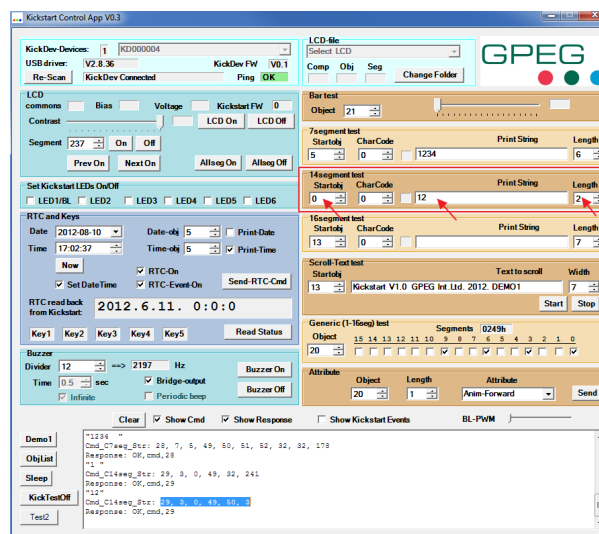 Kickstart Control App V0.3
KickDev-Devices: 1 KD000004
USB driver: V2.8.36 KickDev FW V0.1
Re-Scan KickDev Connected Ping OK
LCD-file
Select LCD
Comp Obj Seg
Change Folder
GPEG
LCD
commons Bias Voltage Kickstart FW 0
Contrast LCD On LCD Off
Segment 237 On Off
Prev On Next On Allseg On Allseg Off
Set Kickstart LEDs On/Off
LED1/BL LED2 LED3 LED4 LED5 LED6
RTC and Keys
Date 2012-08-10 Date-obj 5 Print-Date
Time 17:02:37 Time-obj 5 Print-Time
Now RTC-On
Set DateTime RTC-Event-On Send-RTC-Cmd
RTC read back
from Kickstart: 2012.6.11. 0:0:0
Key1 Key2 Key3 Key4 Key5 Read Status
Buzzer
Divider 12 ==> 2197 Hz Buzzer On
Time 0.5 sec Bridge-output
Infinite Periodic beep Buzzer Off
Bar test
Object 21
7segment test
Startobj CharCode Print String Length
5 0 1234 6
14segment test
Startobj CharCode Print String Length
0 0 12 2
16segment test
Startobj CharCode Print String Length
13 0 7
Scroll-Text test
Startobj Text to scroll Width
13 Kickstart V1.0 GPEG Int.Ltd. 2012. DEMO1 7
Start Stop
Generic (1-16seg) test
Object Segments 0249h
15 14 13 12 11 10 9 8 7 6 5 4 3 2 1 0
20
Attribute
Object Length Attribute
20 1 Anim-Forward Send
Clear Show Cmd Show Response Show Kickstart Events BL-PWM
Demo1
ObjList
Sleep
KickTestOff
Test2
"1234 "
Cmd_C7seg_Str: 28, 7, 5, 49, 50, 51, 52, 32, 32, 178
Response: OK,cmd,28
"1 "
Cmd_C14seg_Str: 29, 3, 0, 49, 32, 241
Response: OK,cmd,29
"12"
Cmd_C14seg_Str: 29, 3, 0, 49, 50, 3
Response: OK,cmd,29